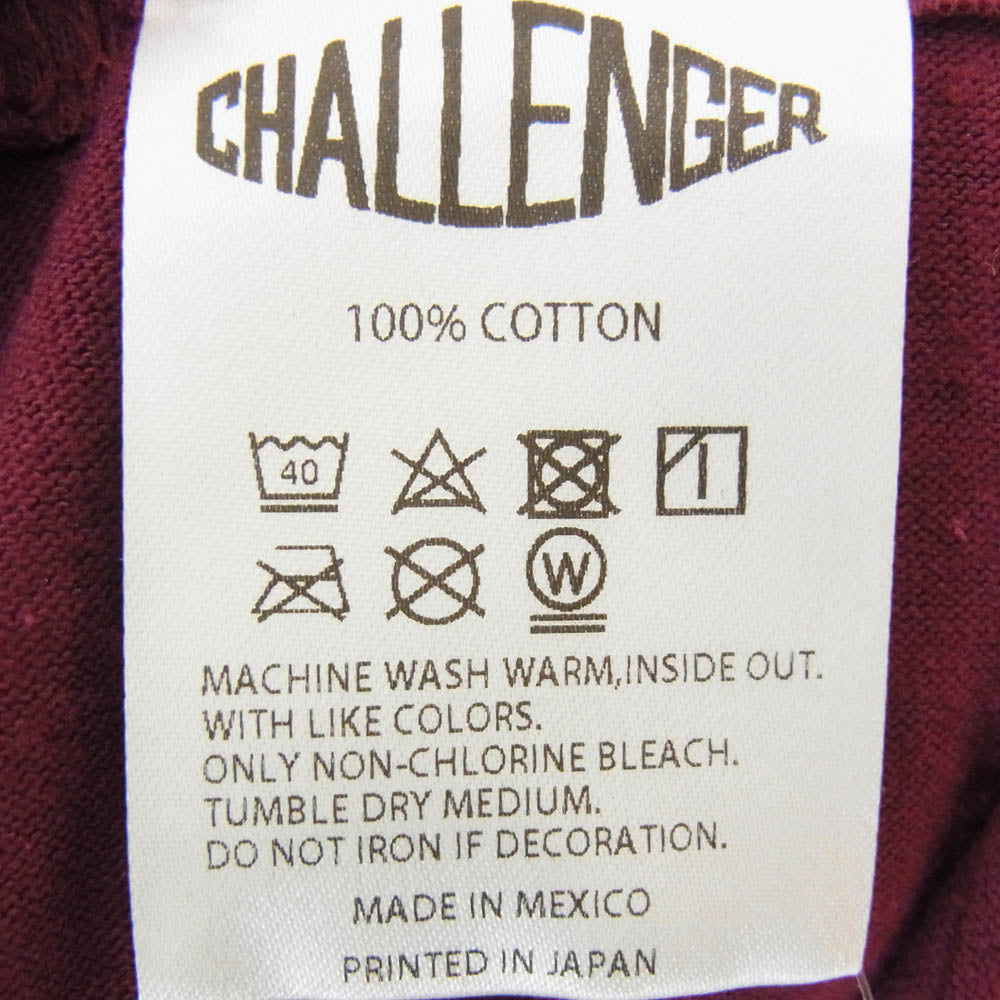 CHALLENGER
100% COTTON
40
W
MACHINE WASH WARM,INSIDE OUT.
WITH LIKE COLORS.
ONLY NON-CHLORINE BLEACH.
TUMBLE DRY MEDIUM.
DO NOT IRON IF DECORATION.
MADE IN MEXICO
PRINTED IN JAPAN